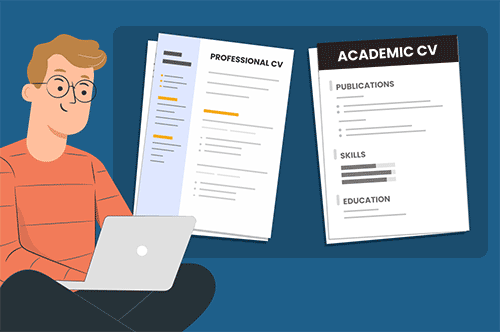 PROFESSIONAL CV
ACADEMIC CV
PUBLICATIONS
SKILLS
EDUCATION